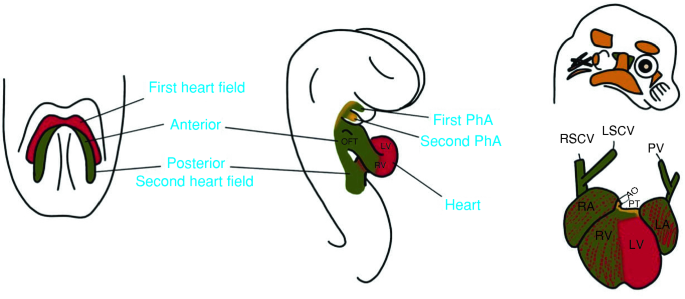 First heart field
Anterior
Posterior
Second heart field
First PhA
Second PhA
OFT
LV
RV
Heart
RSCV
LSCV
PV
AO
PT
RA
RV
LV
LA